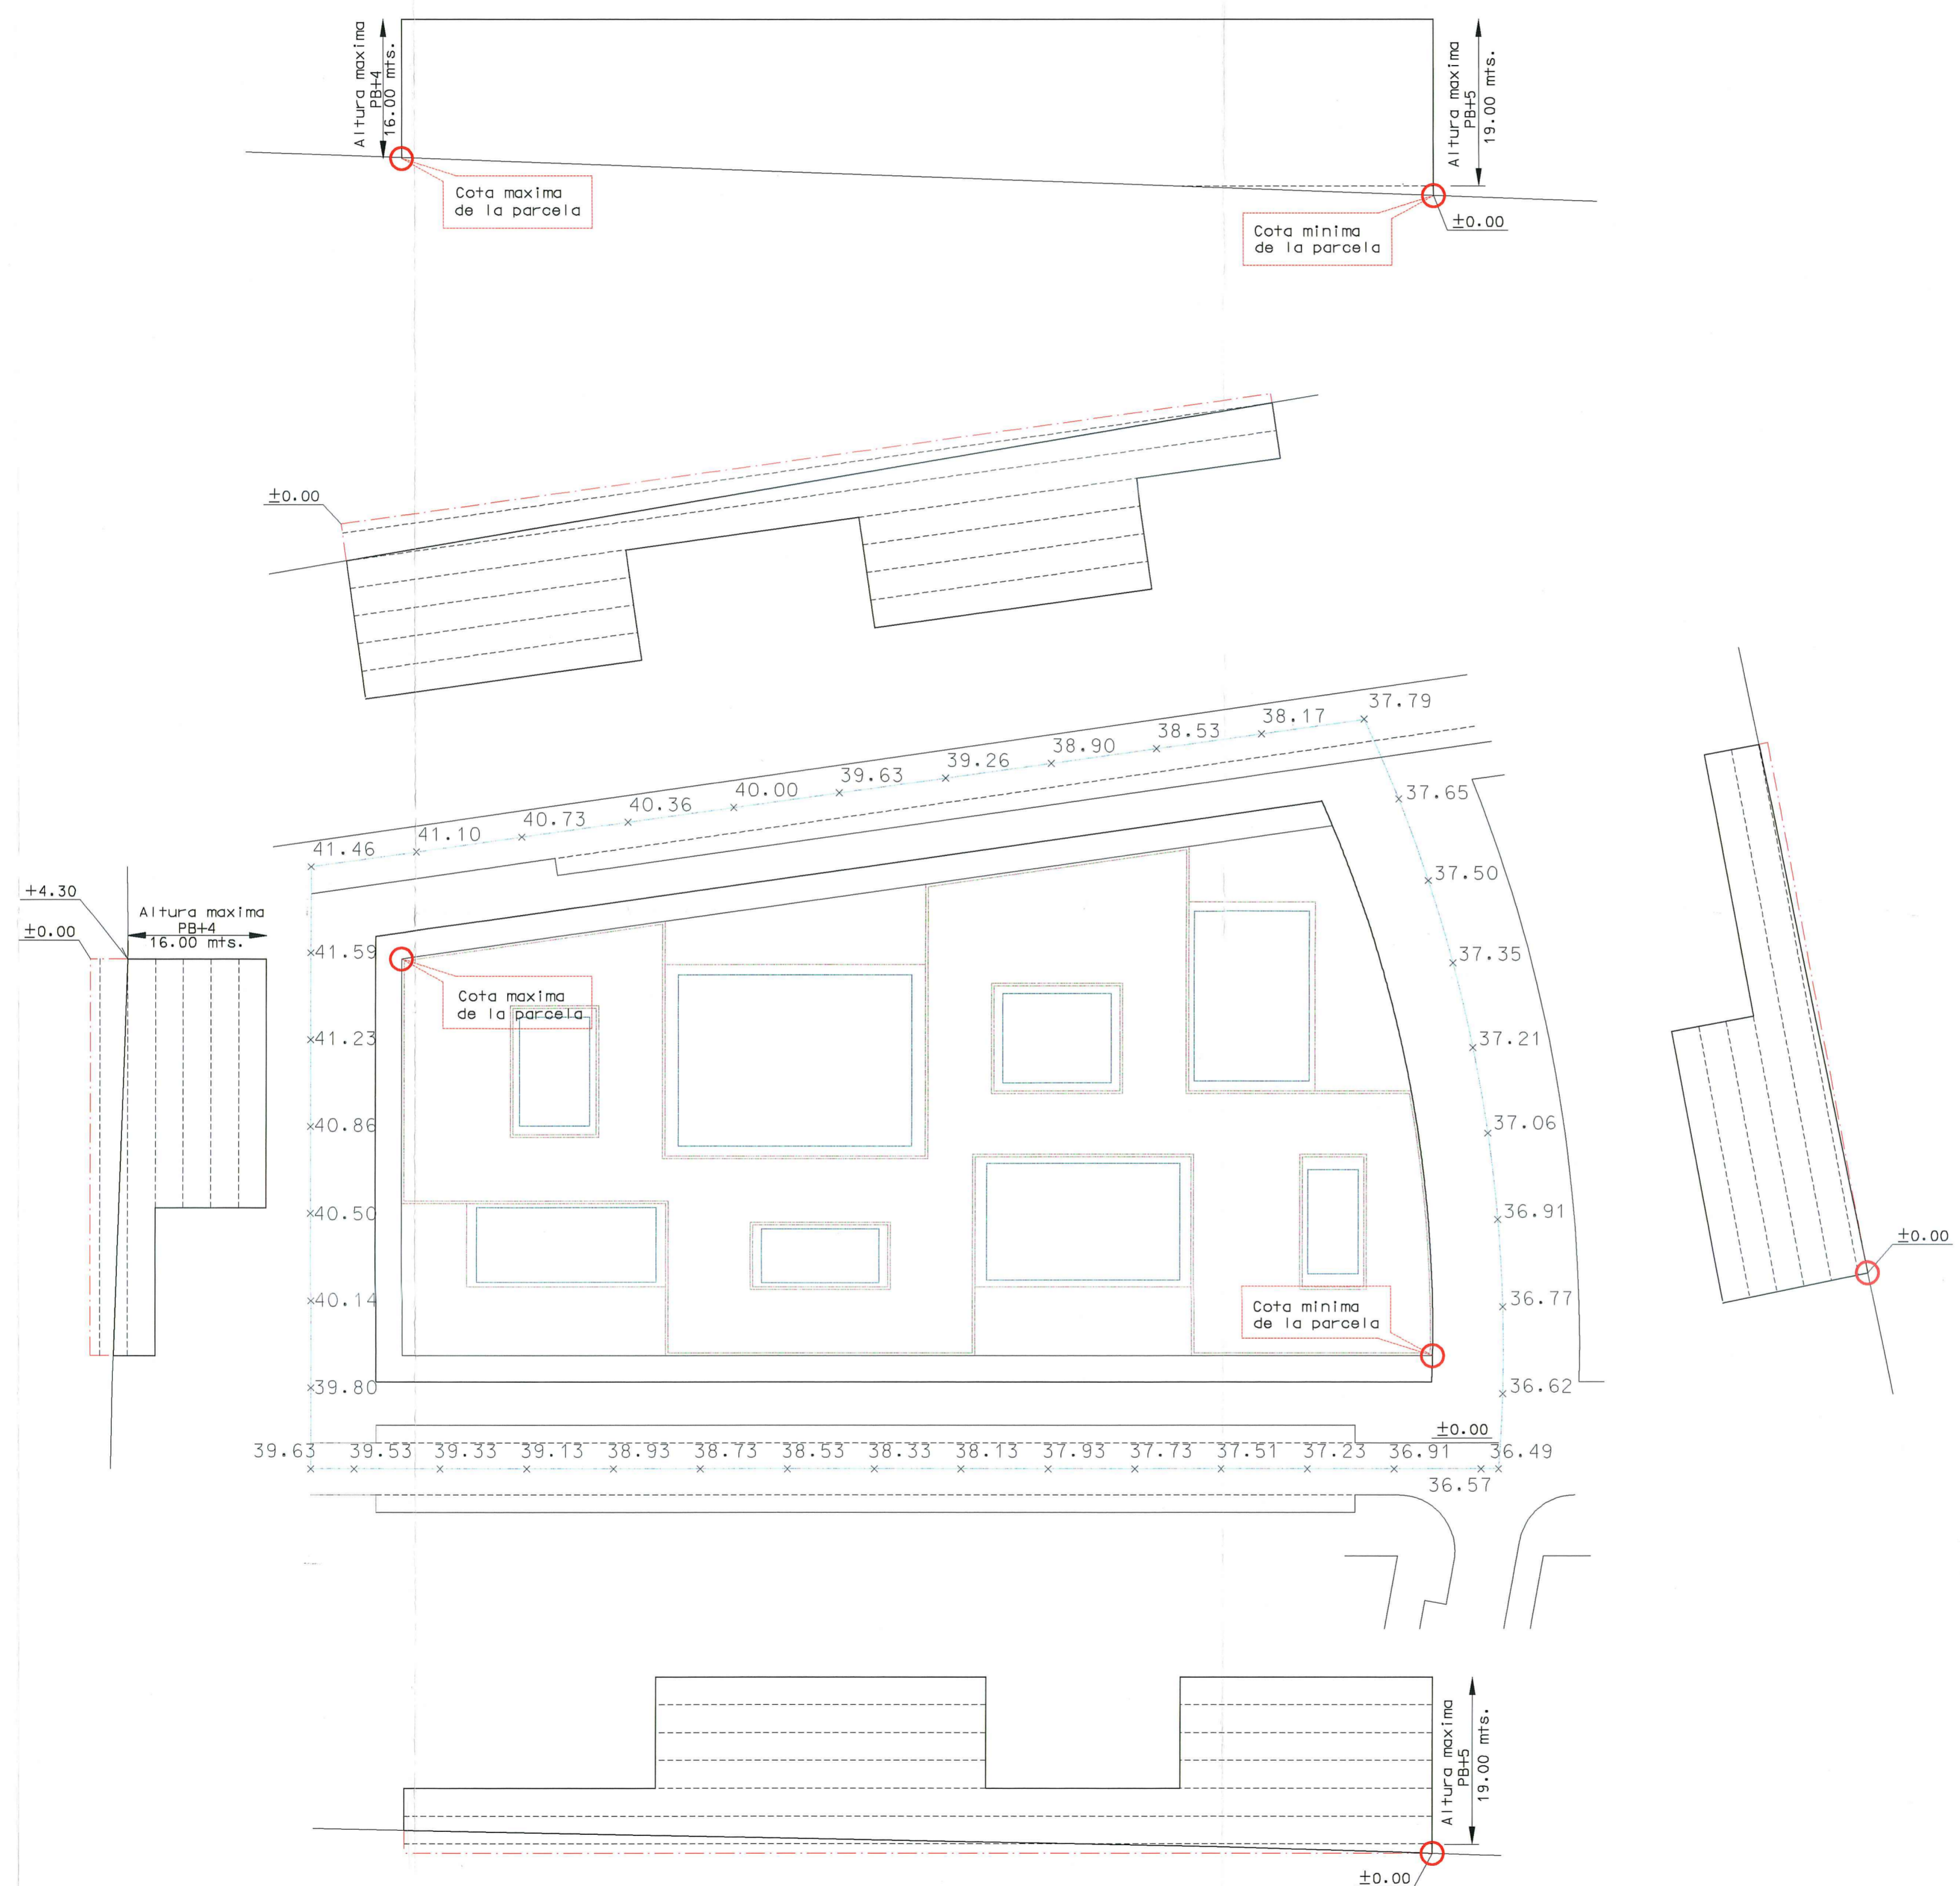 Altura maxima
PB+4
16.00 mts.
Altura maxima
PB+5
19.00 mts.
Cota maxima
de la parcela
Cota minima
de la parcela
±0.00
±0.00
37.79
38.17
38.53
38.90
39.26
39.63
40.00
40.36
40.73
41.10
41.46
37.65
37.50
37.35
37.21
37.06
36.91
36.77
36.62
+4.30
±0.00
Altura maxima
PB+4
16.00 mts.
41.59
41.23
40.86
40.50
40.14
39.80
Cota maxima
de la parcela
Cota minima
de la parcela
±0.00
±0.00
39.63
39.53
39.33
39.13
38.93
38.73
38.53
38.33
38.13
37.93
37.73
37.51
37.23
36.91
36.49
36.57
Altura maxima
PB+5
19.00 mts.
±0.00